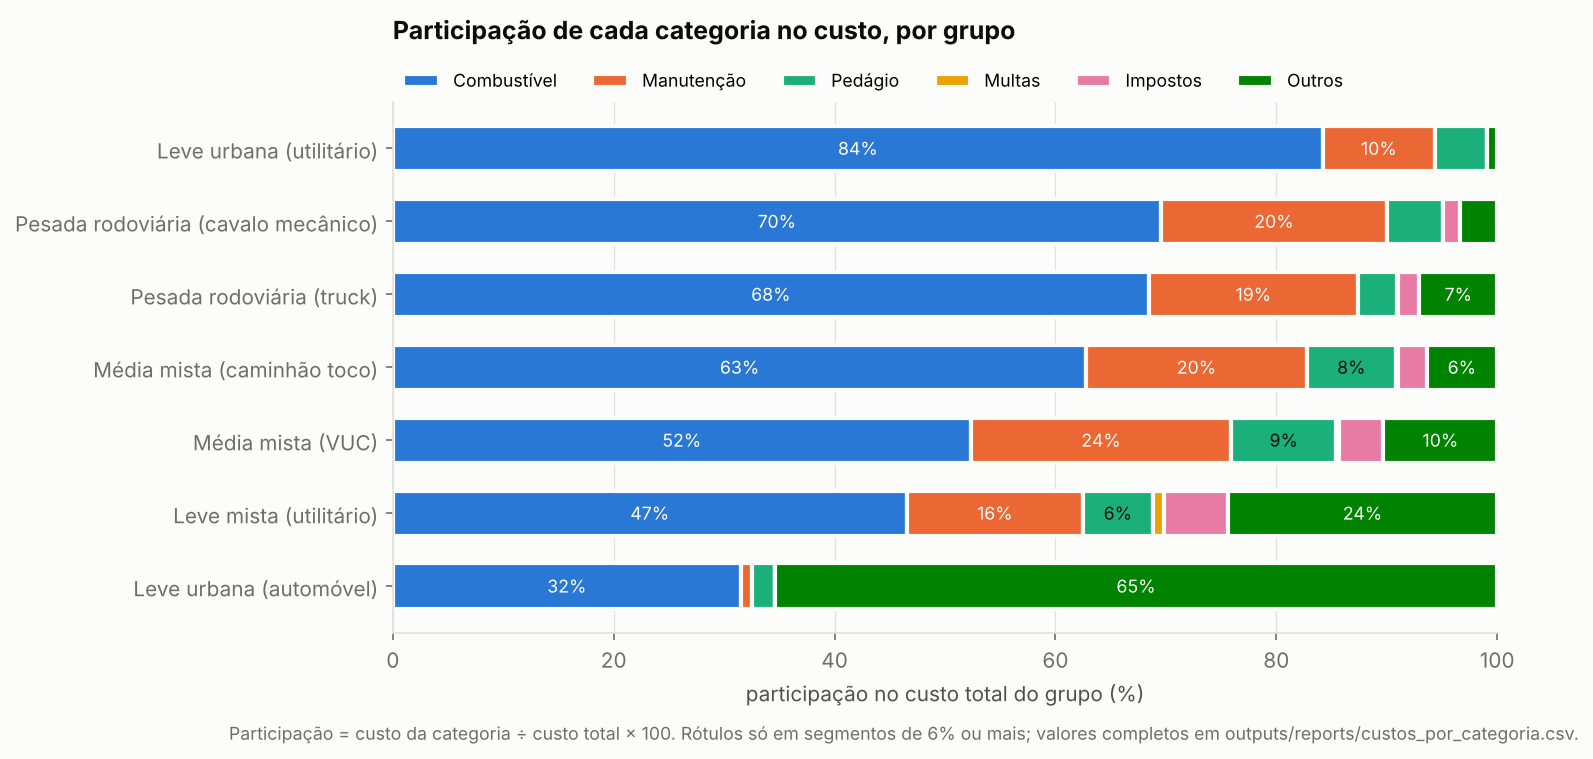 Participação de cada categoria no custo, por grupo
Combustível Manutenção Pedágio Multas Impostos Outros
Leve urbana (utilitário) 84% 10%
Pesada rodoviária (cavalo mecânico) 70% 20%
Pesada rodoviária (truck) 68% 19% 7%
Média mista (caminhão toco) 63% 20% 8% 6%
Média mista (VUC) 52% 24% 9% 10%
Leve mista (utilitário) 47% 16% 6% 24%
Leve urbana (automóvel) 32% 65%
0 20 40 60 80 100
participação no custo total do grupo (%)
Participação = custo da categoria ÷ custo total × 100. Rótulos só em segmentos de 6% ou mais; valores completos em outputs/reports/custos_por_categoria.csv.